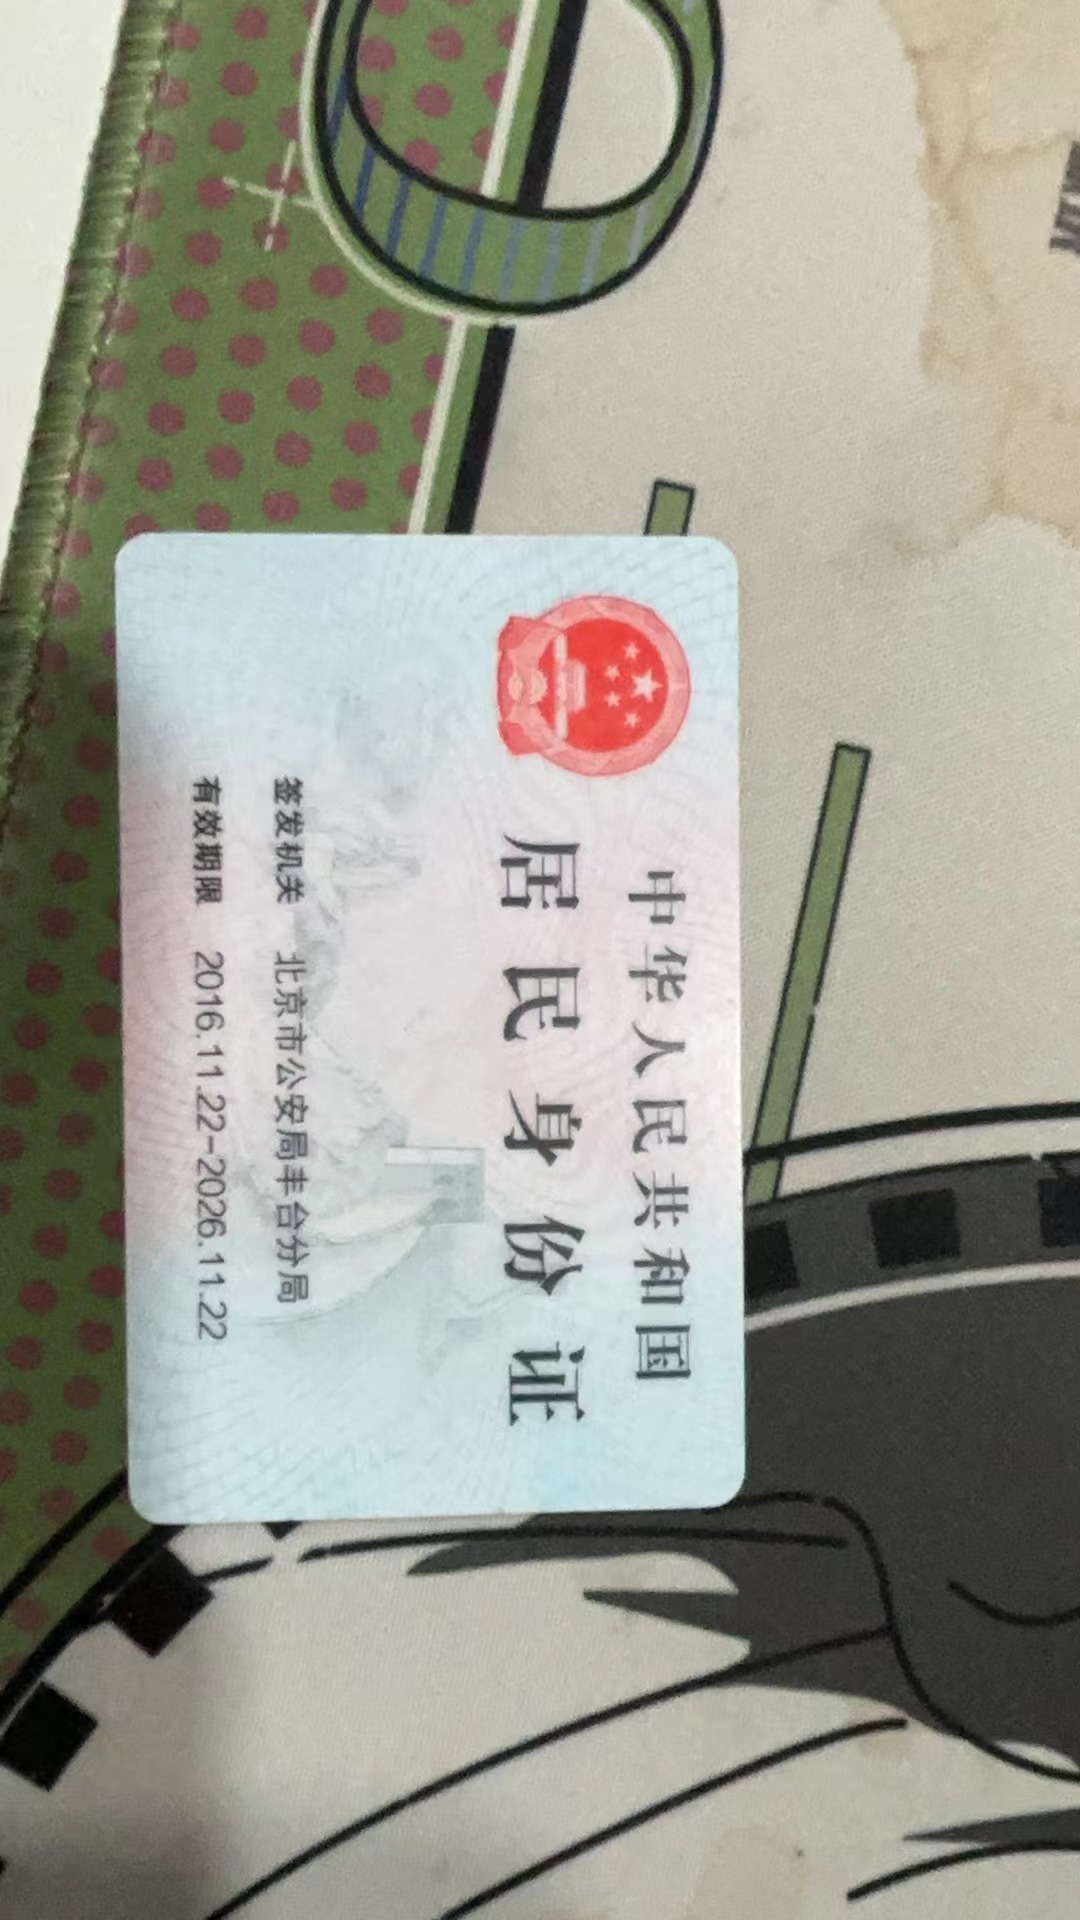 中华人民共和国
居民身份证
签发机关 北京市公安局丰台分局
有效期限 2016.11.22-2026.11.22